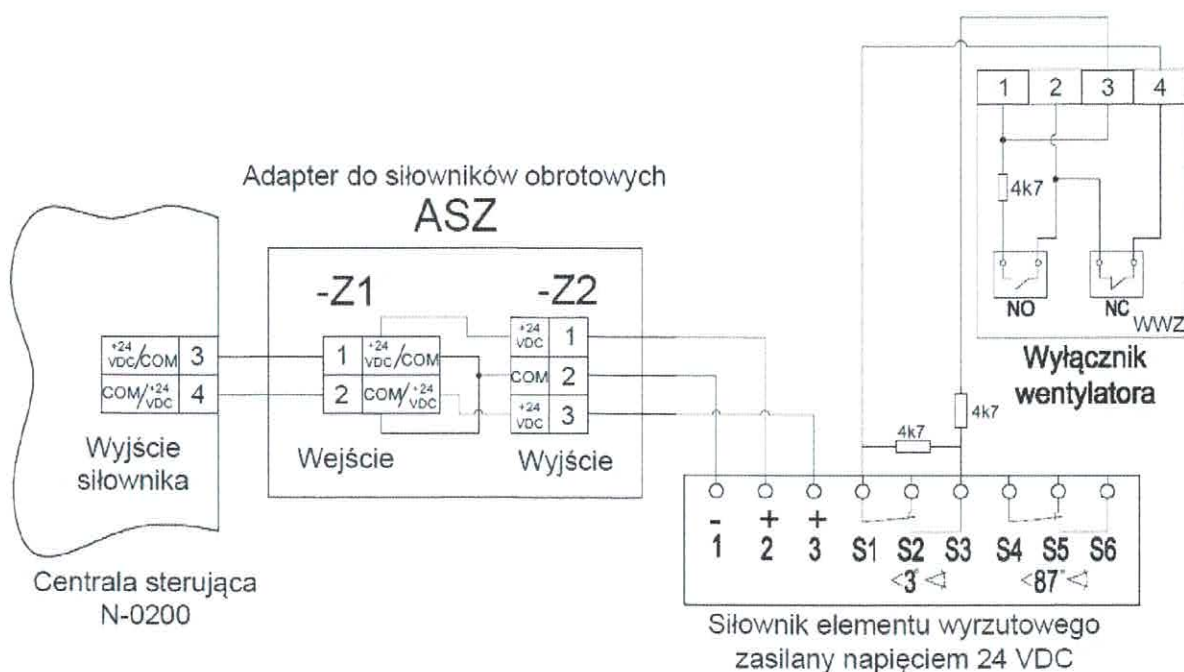 1 2 3 4
4k7
NO NC
WWZ
Wyłącznik
wentylatora
Adapter do siłowników obrotowych
ASZ
-Z1 -Z2
+24 VDC/COM 3
COM/+24 VDC 4
Wyjście
siłownika
1 +24 VDC/COM
2 COM/+24 VDC
Wejście
+24 VDC 1
COM 2
+24 VDC 3
Wyjście
4k7
4k7
- + +
1 2 3 S1 S2 S3 S4 S5 S6
<3° <87°
Centrala sterująca
N-0200
Siłownik elementu wyrzutowego
zasilany napięciem 24 VDC